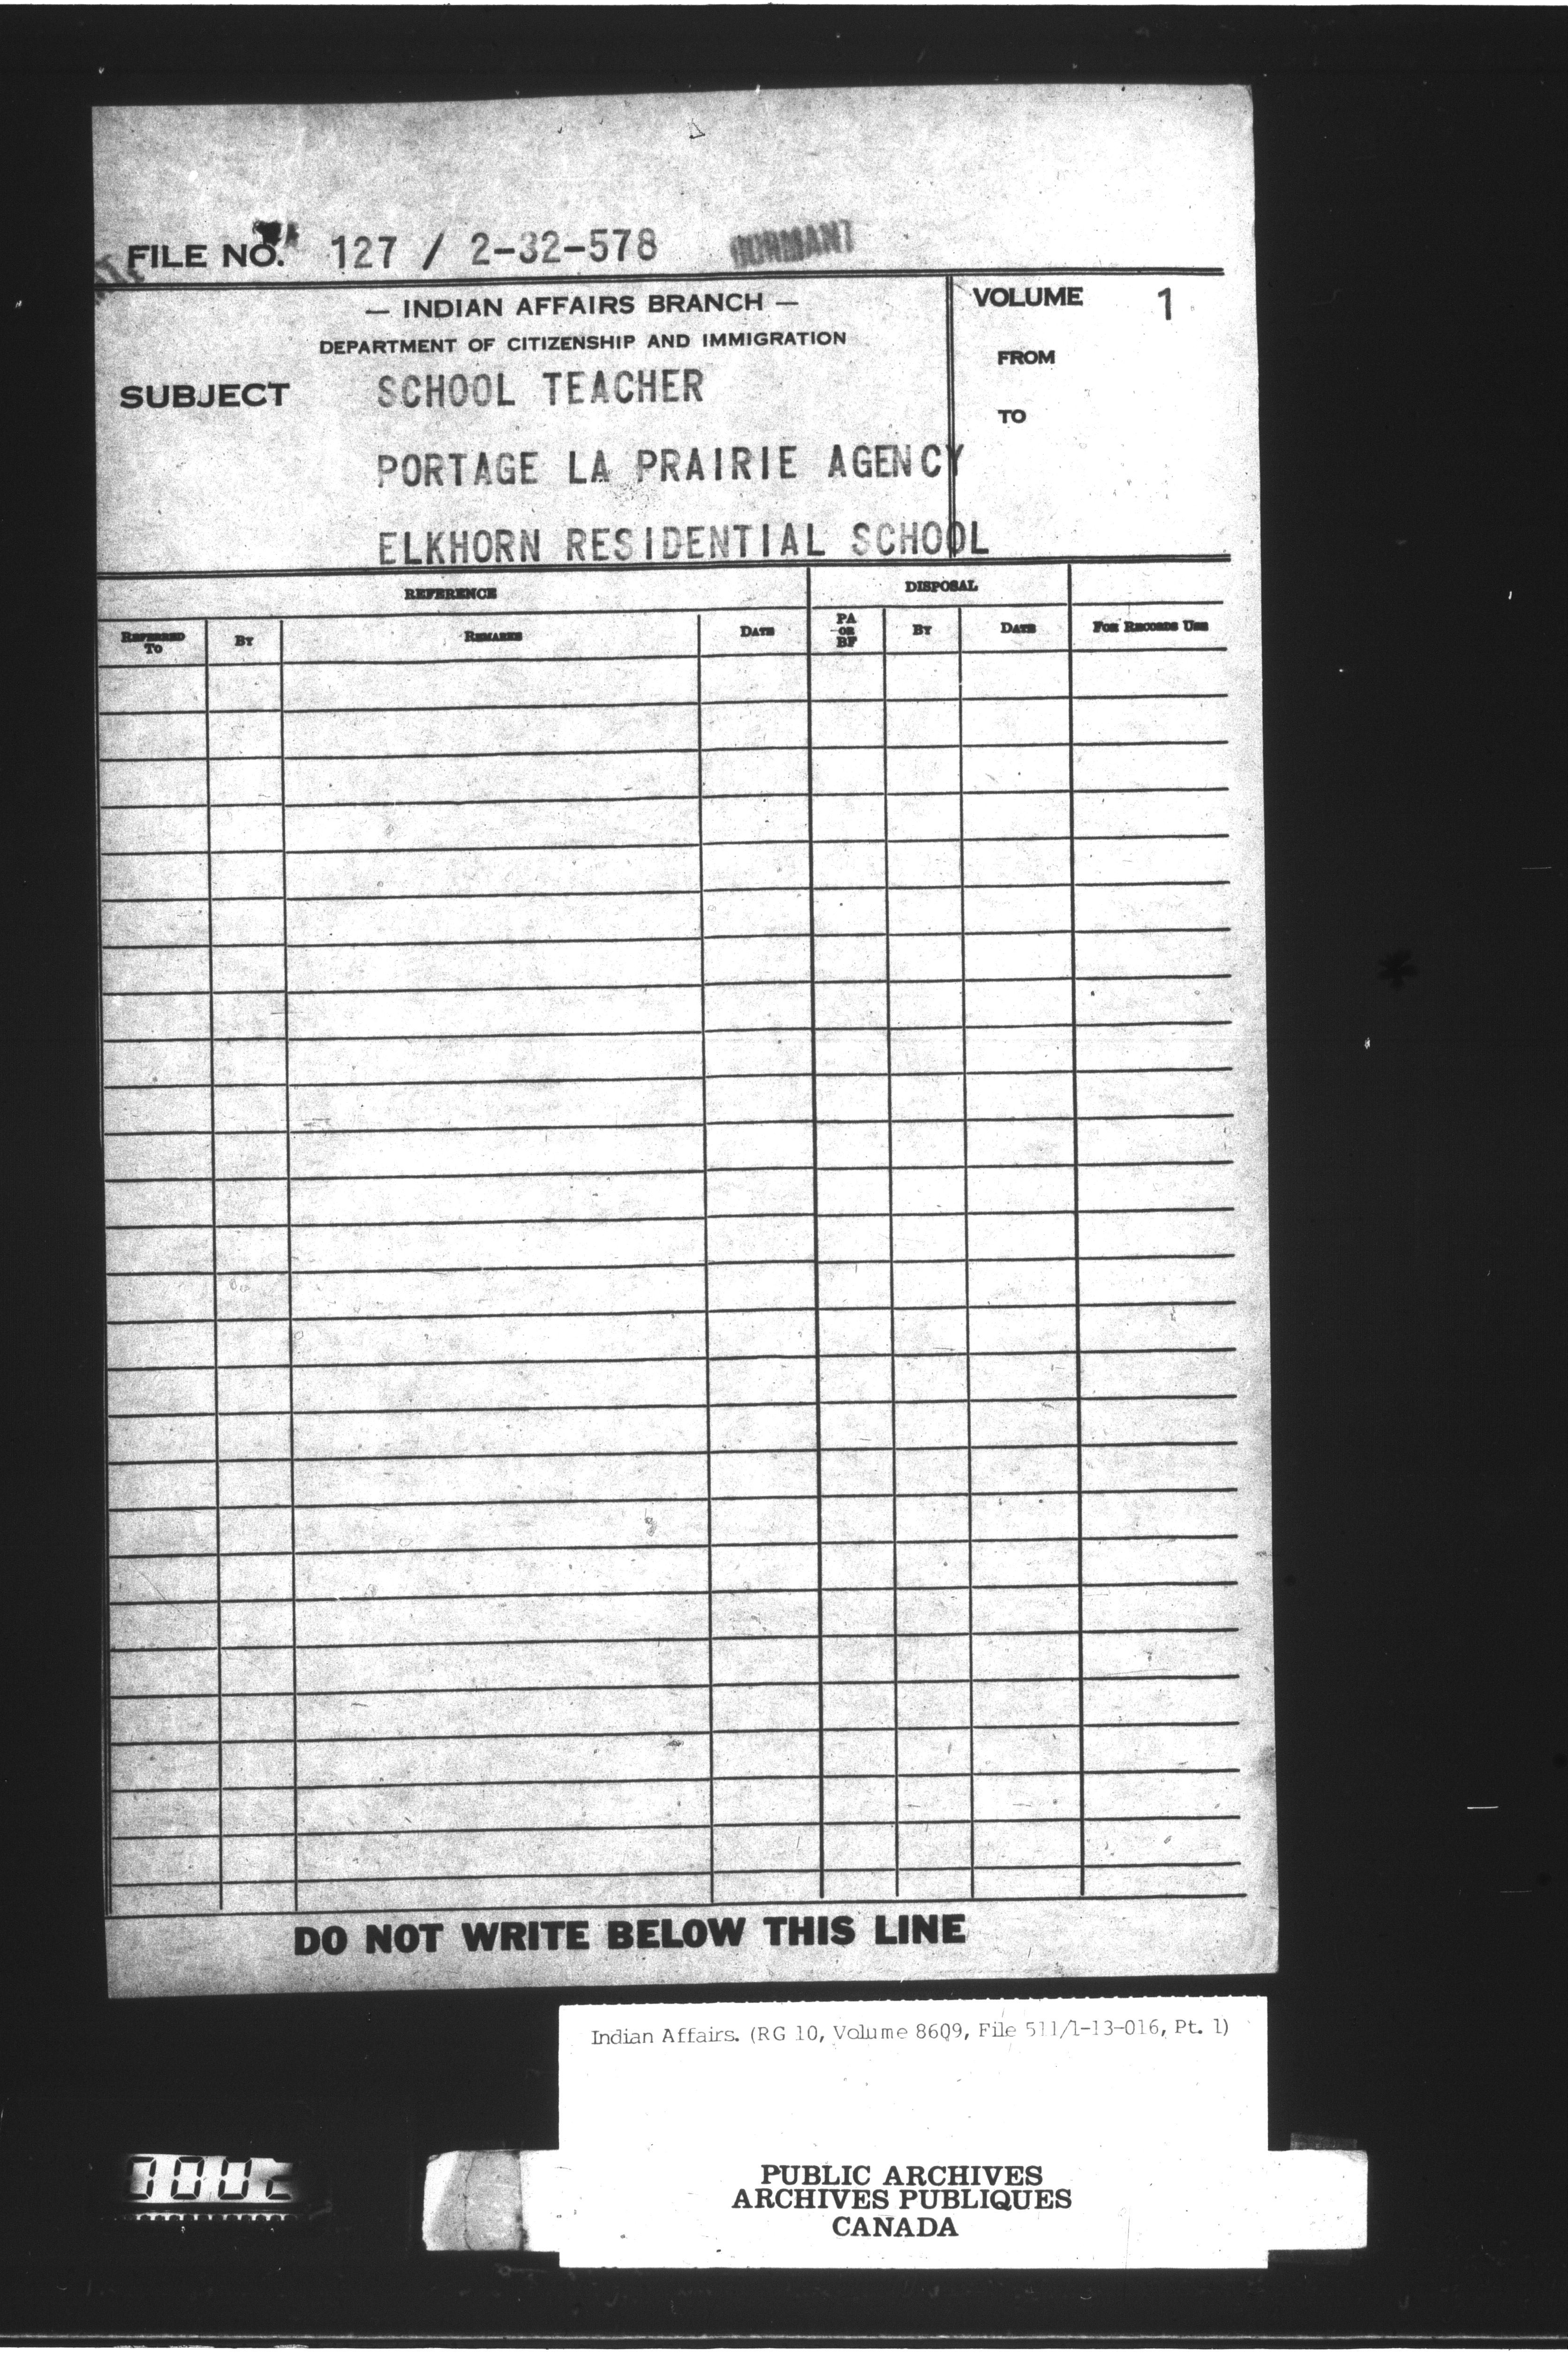 FILE NO. 127 / 2-32-578 DORMANT
— INDIAN AFFAIRS BRANCH —
DEPARTMENT OF CITIZENSHIP AND IMMIGRATION
VOLUME 1
FROM
TO
SUBJECT SCHOOL TEACHER
PORTAGE LA PRAIRIE AGENCY
ELKHORN RESIDENTIAL SCHOOL
REFERENCE DISPOSAL
REFERRED TO BY REMARKS DATE PA OR BF BY DATE FOR RECORDS USE
DO NOT WRITE BELOW THIS LINE
Indian Affairs. (RG 10, Volume 8609, File 511/1-13-016, Pt. 1)
PUBLIC ARCHIVES
ARCHIVES PUBLIQUES
CANADA